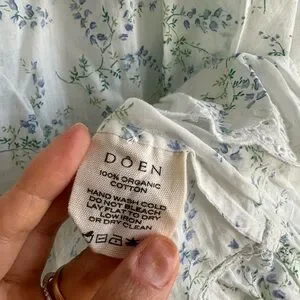 DÔEN
100% ORGANIC
COTTON
HAND WASH COLD
DO NOT BLEACH
LAY FLAT TO DRY
LOW IRON
OR DRY CLEAN